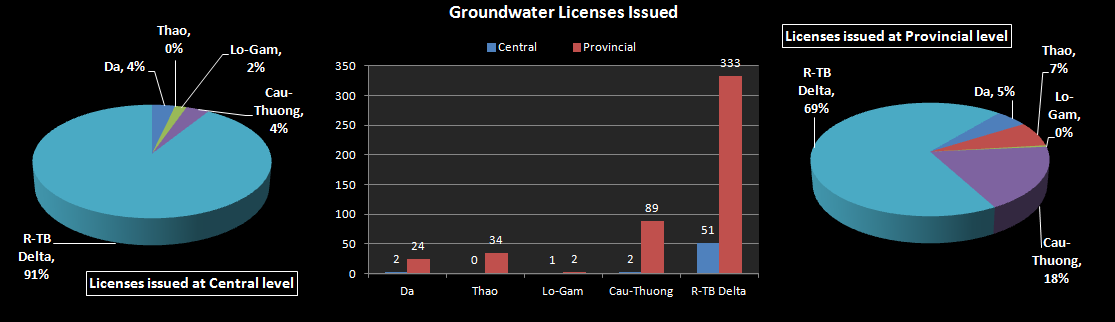 Groundwater Licenses Issued
Thao,
0%
Da, 4%
Lo-Gam,
2%
Cau-
Thuong,
4%
R-TB
Delta,
91%
Licenses issued at Central level
Central
Provincial
350
300
250
200
150
100
50
0
2
24
0
34
1
2
2
89
51
333
Da
Thao
Lo-Gam
Cau-Thuong
R-TB Delta
Licenses issued at Provincial level
R-TB
Delta,
69%
Da, 5%
Thao,
7%
Lo-
Gam,
0%
Cau-
Thuong,
18%